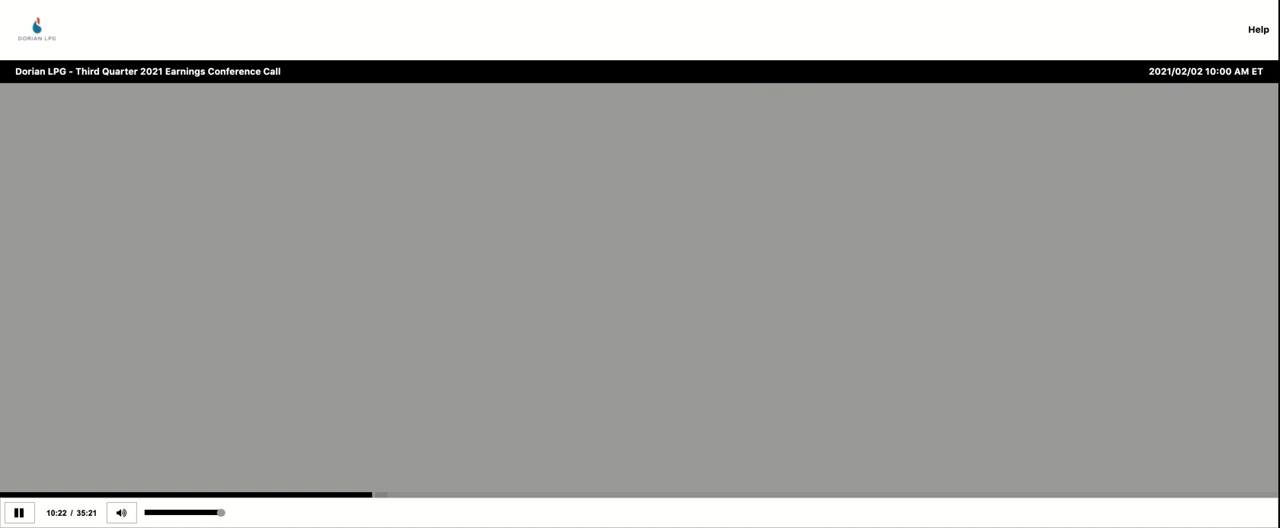 DORIAN LPG
Help
Dorian LPG - Third Quarter 2021 Earnings Conference Call
2021/02/02 10:00 AM ET
10:22 / 35:21